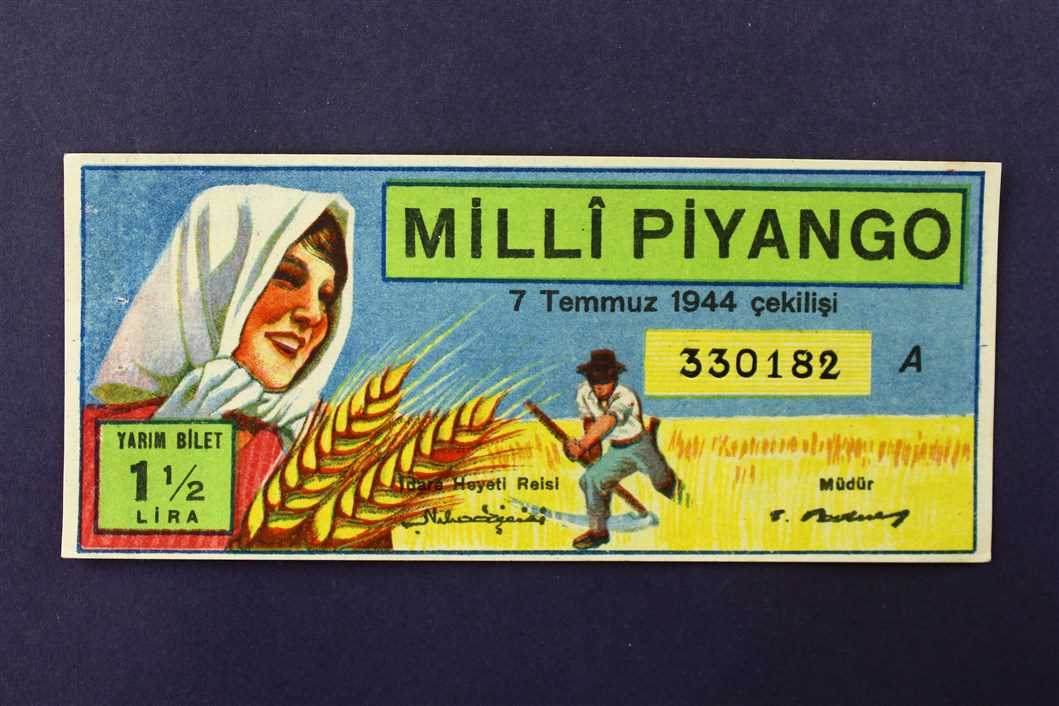 MİLLÎ PİYANGO
7 Temmuz 1944 çekilişi
330182 A
YARIM BİLET
1 1/2
LİRA
İdare Heyeti Reisi
Müdür